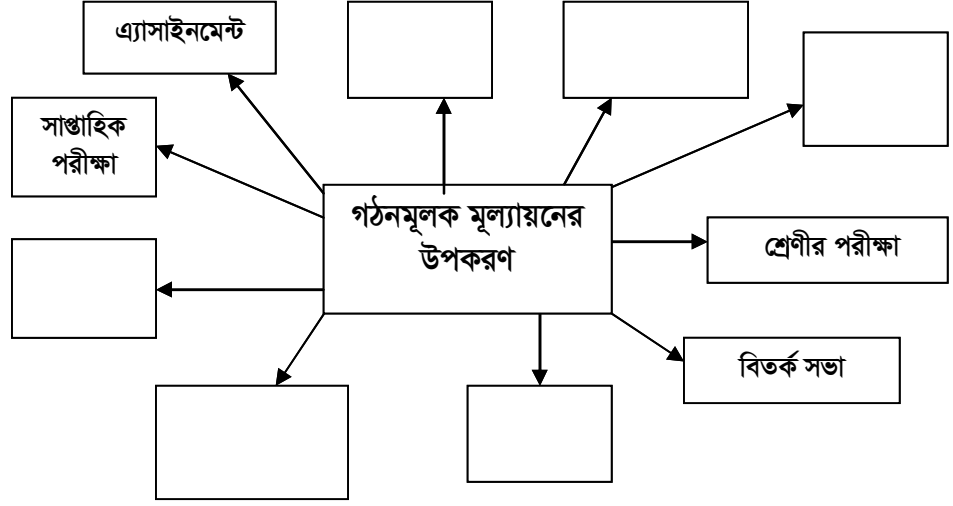 এ্যাসাইনমেন্ট
সাপ্তাহিক
পরীক্ষা
গঠনমূলক মূল্যায়নের
উপকরণ
শ্রেণীর পরীক্ষা
বিতর্ক সভা